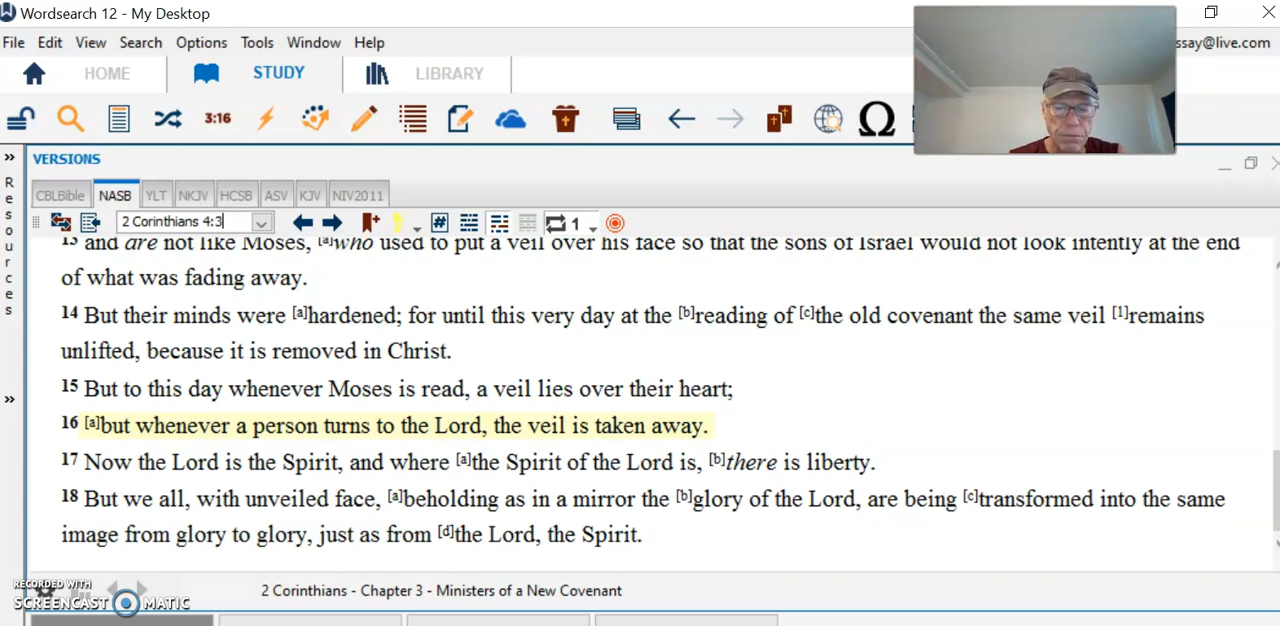 Wordsearch 12 - My Desktop
File Edit View Search Options Tools Window Help
ssay@live.com
HOME STUDY LIBRARY
3:16
VERSIONS
CBLBible NASB YLT NKJV HCSB ASV KJV NIV2011
Resources
2 Corinthians 4:3
1
13 and are not like Moses, [a]who used to put a veil over his face so that the sons of Israel would not look intently at the end
of what was fading away.
14 But their minds were [a]hardened; for until this very day at the [b]reading of [c]the old covenant the same veil [1]remains
unlifted, because it is removed in Christ.
15 But to this day whenever Moses is read, a veil lies over their heart;
16 [a]but whenever a person turns to the Lord, the veil is taken away.
17 Now the Lord is the Spirit, and where [a]the Spirit of the Lord is, [b]there is liberty.
18 But we all, with unveiled face, [a]beholding as in a mirror the [b]glory of the Lord, are being [c]transformed into the same
image from glory to glory, just as from [d]the Lord, the Spirit.
RECORDED WITH
SCREENCAST MATIC
2 Corinthians - Chapter 3 - Ministers of a New Covenant